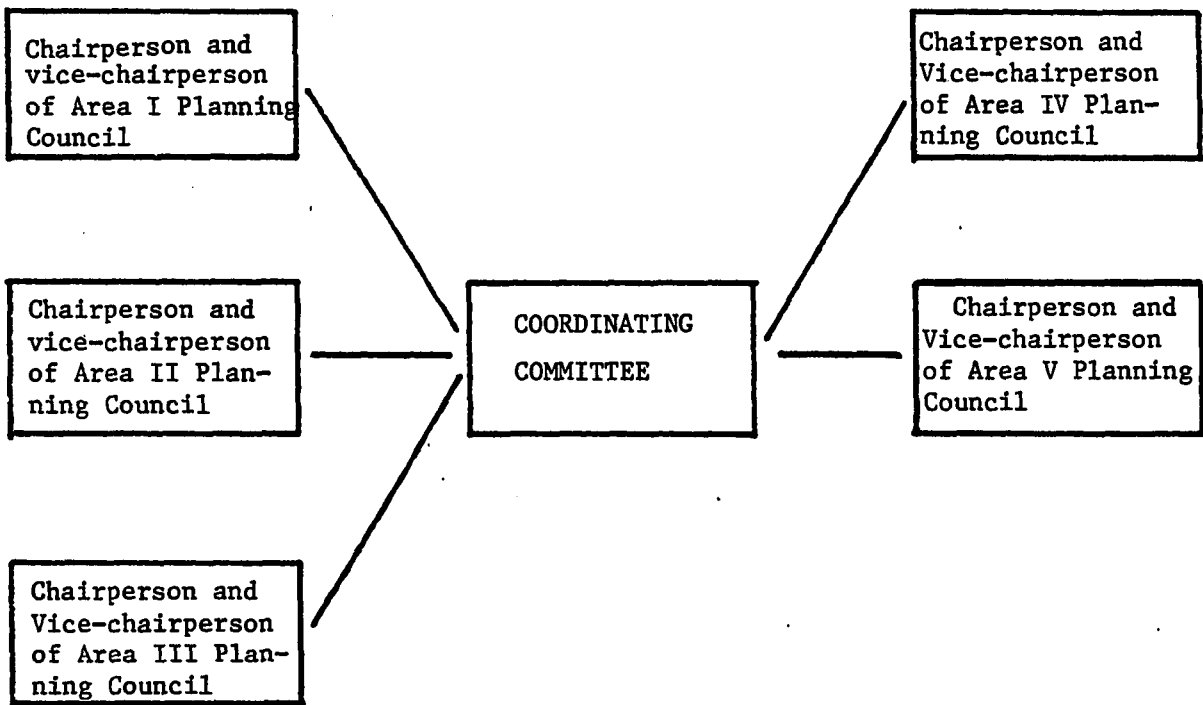 Chairperson and
vice-chairperson
of Area I Planning
Council
Chairperson and
vice-chairperson
of Area II Plan-
ning Council
Chairperson and
Vice-chairperson
of Area III Plan-
ning Council
COORDINATING
COMMITTEE
Chairperson and
Vice-chairperson
of Area IV Plan-
ning Council
Chairperson and
Vice-chairperson
of Area V Planning
Council